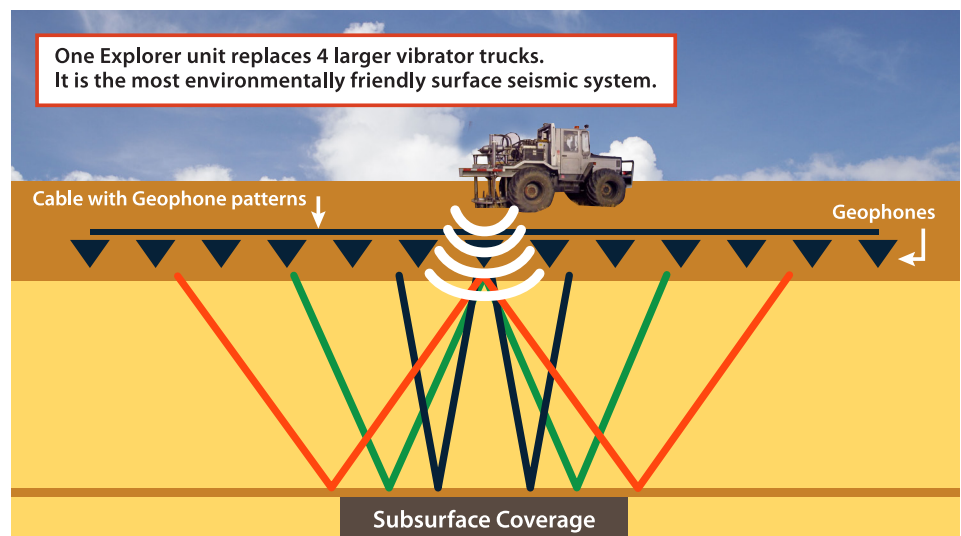 One Explorer unit replaces 4 larger vibrator trucks.
It is the most environmentally friendly surface seismic system.
Cable with Geophone patterns
Geophones
Subsurface Coverage